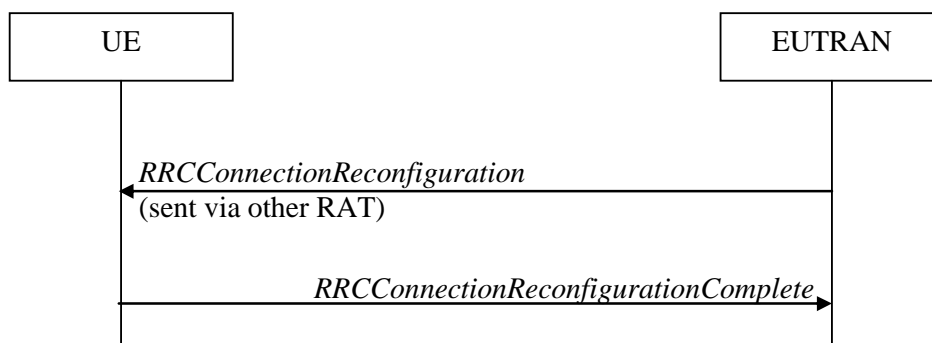 UE
EUTRAN
RRCConnectionReconfiguration
(sent via other RAT)
RRCConnectionReconfigurationComplete